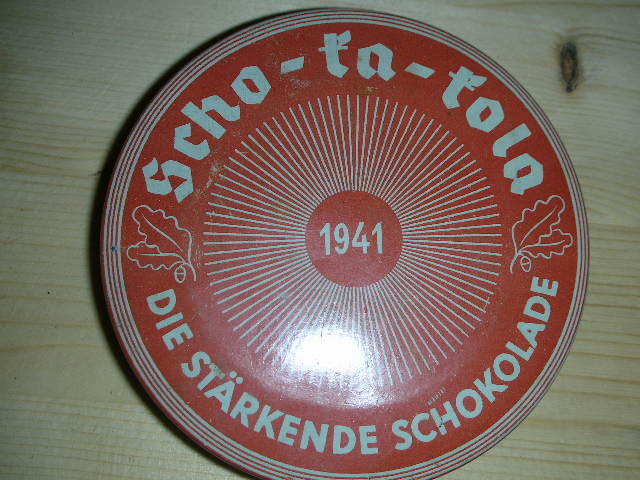 Scho-ka-kola
1941
DIE STÄRKENDE SCHOKOLADE